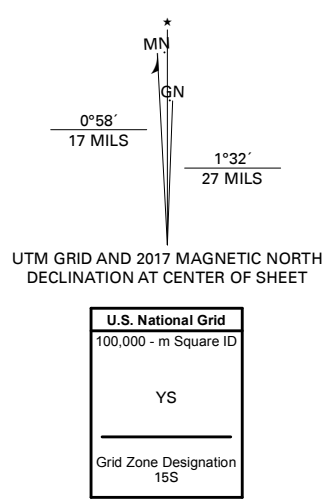 MN
GN
0°58´
17 MILS
1°32´
27 MILS
UTM GRID AND 2017 MAGNETIC NORTH
DECLINATION AT CENTER OF SHEET
U.S. National Grid
100,000 - m Square ID
YS
Grid Zone Designation
15S